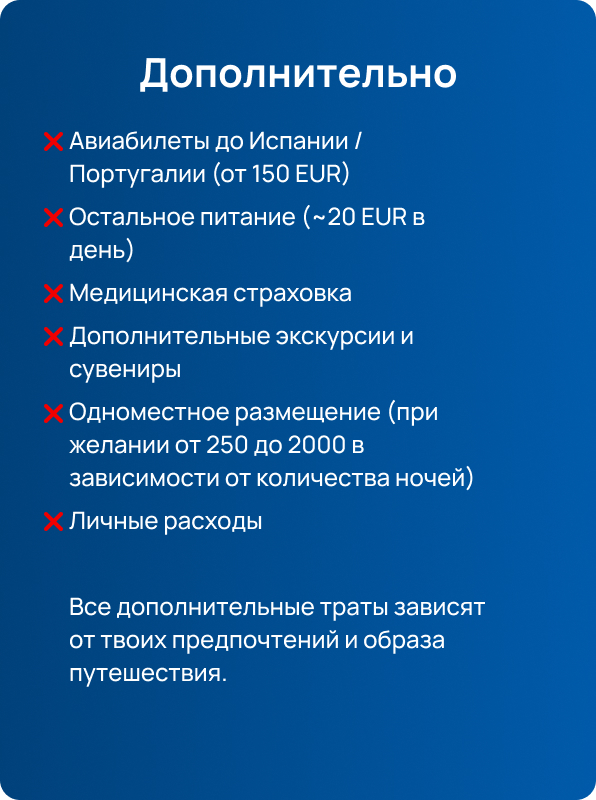 Дополнительно
❌ Авиабилеты до Испании /
Португалии (от 150 EUR)
❌ Остальное питание (~20 EUR в
день)
❌ Медицинская страховка
❌ Дополнительные экскурсии и
сувениры
❌ Одноместное размещение (при
желании от 250 до 2000 в
зависимости от количества ночей)
❌ Личные расходы
Все дополнительные траты зависят
от твоих предпочтений и образа
путешествия.